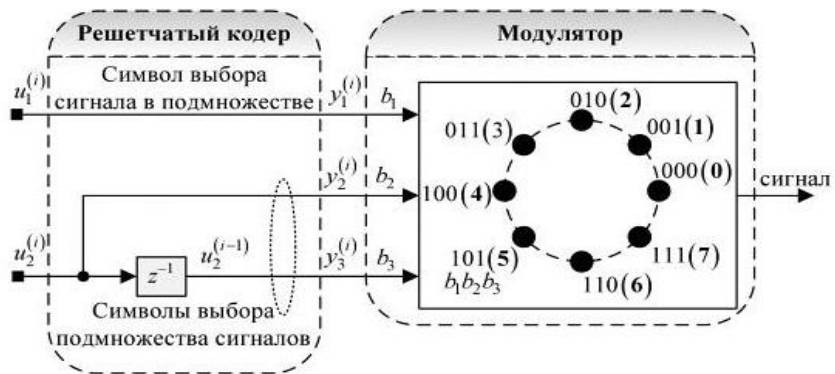 Решетчатый кодер
Модулятор
Символ выбора
сигнала в подмножестве
u₁⁽ⁱ⁾
y₁⁽ⁱ⁾
b₁
010(2)
011(3)
001(1)
000(0)
y₂⁽ⁱ⁾
b₂
100(4)
сигнал
u₂⁽ⁱ⁾
z⁻¹
u₂⁽ⁱ⁻¹⁾
y₃⁽ⁱ⁾
b₃
101(5)
111(7)
b₁b₂b₃
110(6)
Символы выбора
подмножества сигналов